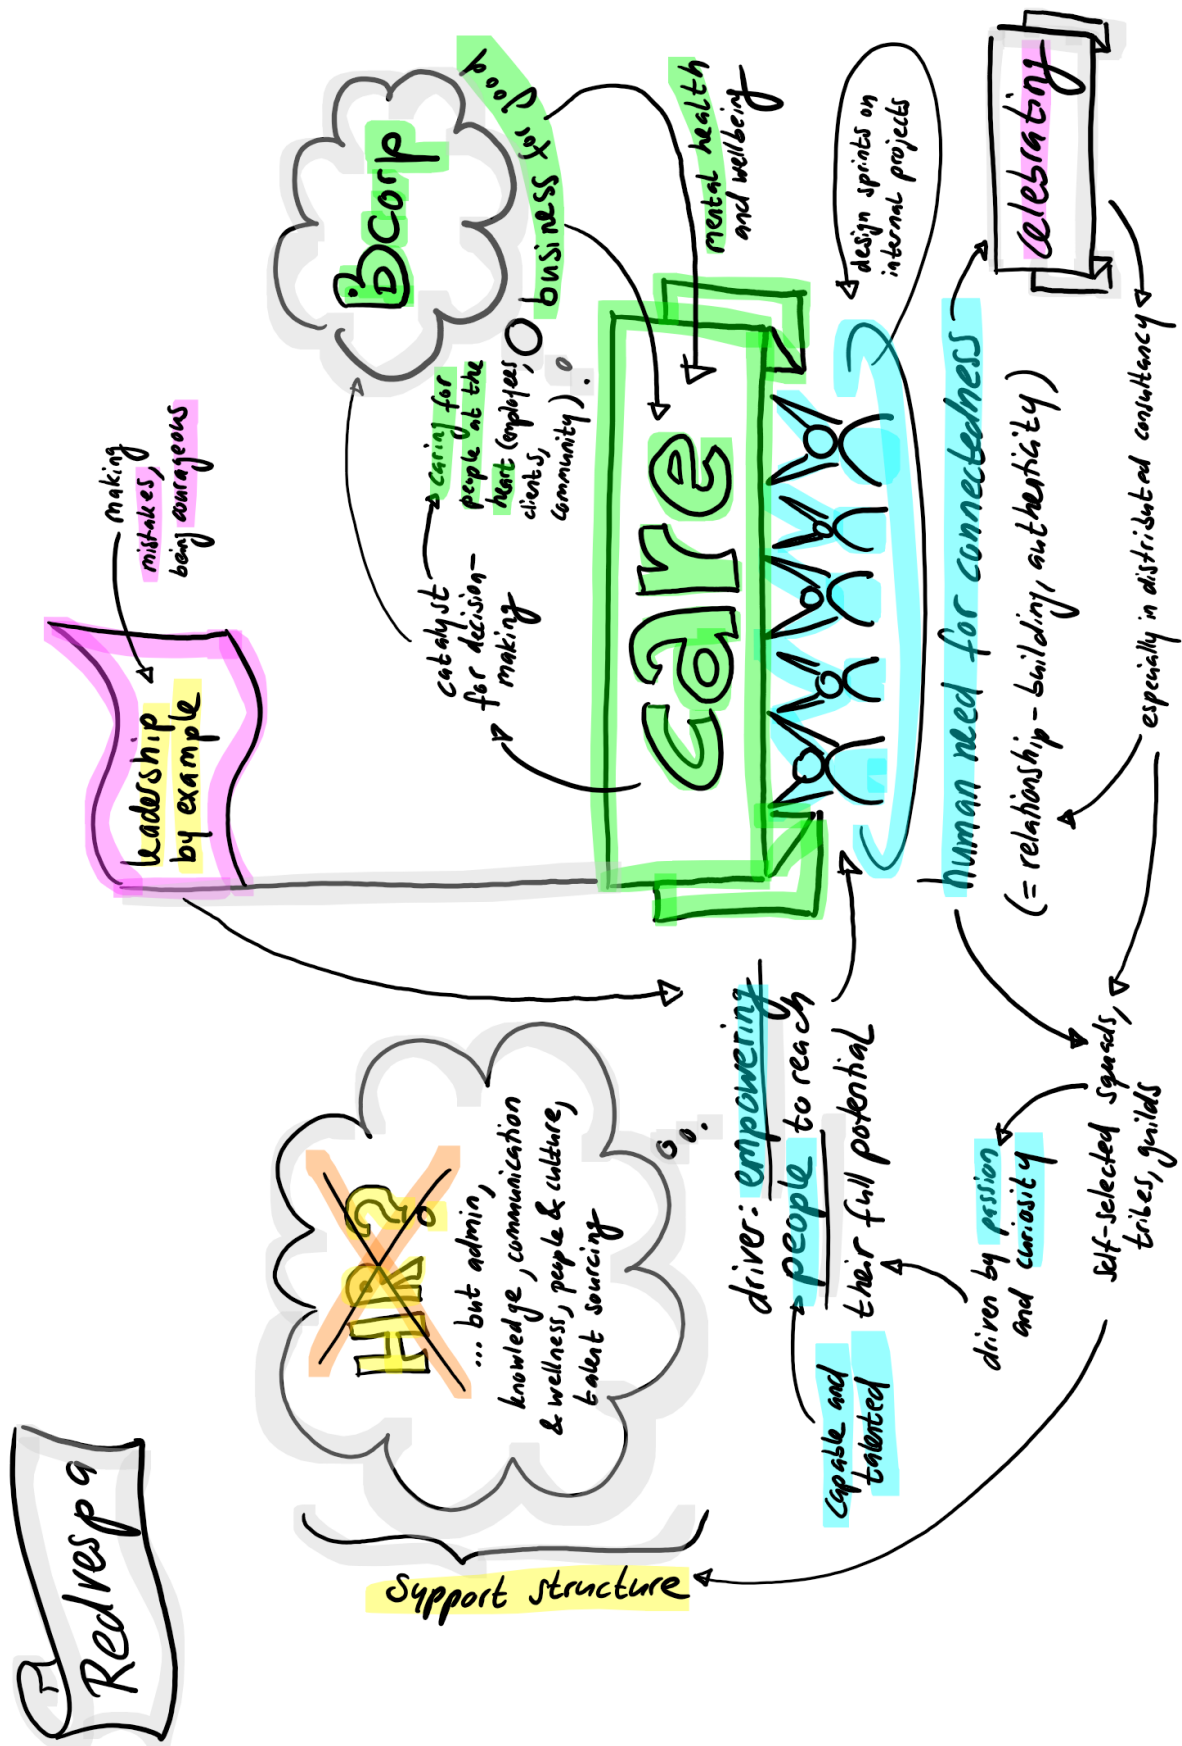 Redvespa
leadership
by example
making
mistakes,
being courageous
Bcorp
business for good
HR?
... but admin,
knowledge, communication
& wellness, people & culture,
talent sourcing
support structure
catalyst
for decision-
making
caring for
people at the
heart (employees,
clients,
community)
mental health
and wellbeing
care
design sprints on
internal projects
driver: empowering
people to reach
their full potential
capable and
talented
human need for connectedness
(= relationship-building, authenticity)
celebrating
especially in distributed consultancy
driven by passion
and curiosity
self-selected squads,
tribes, guilds